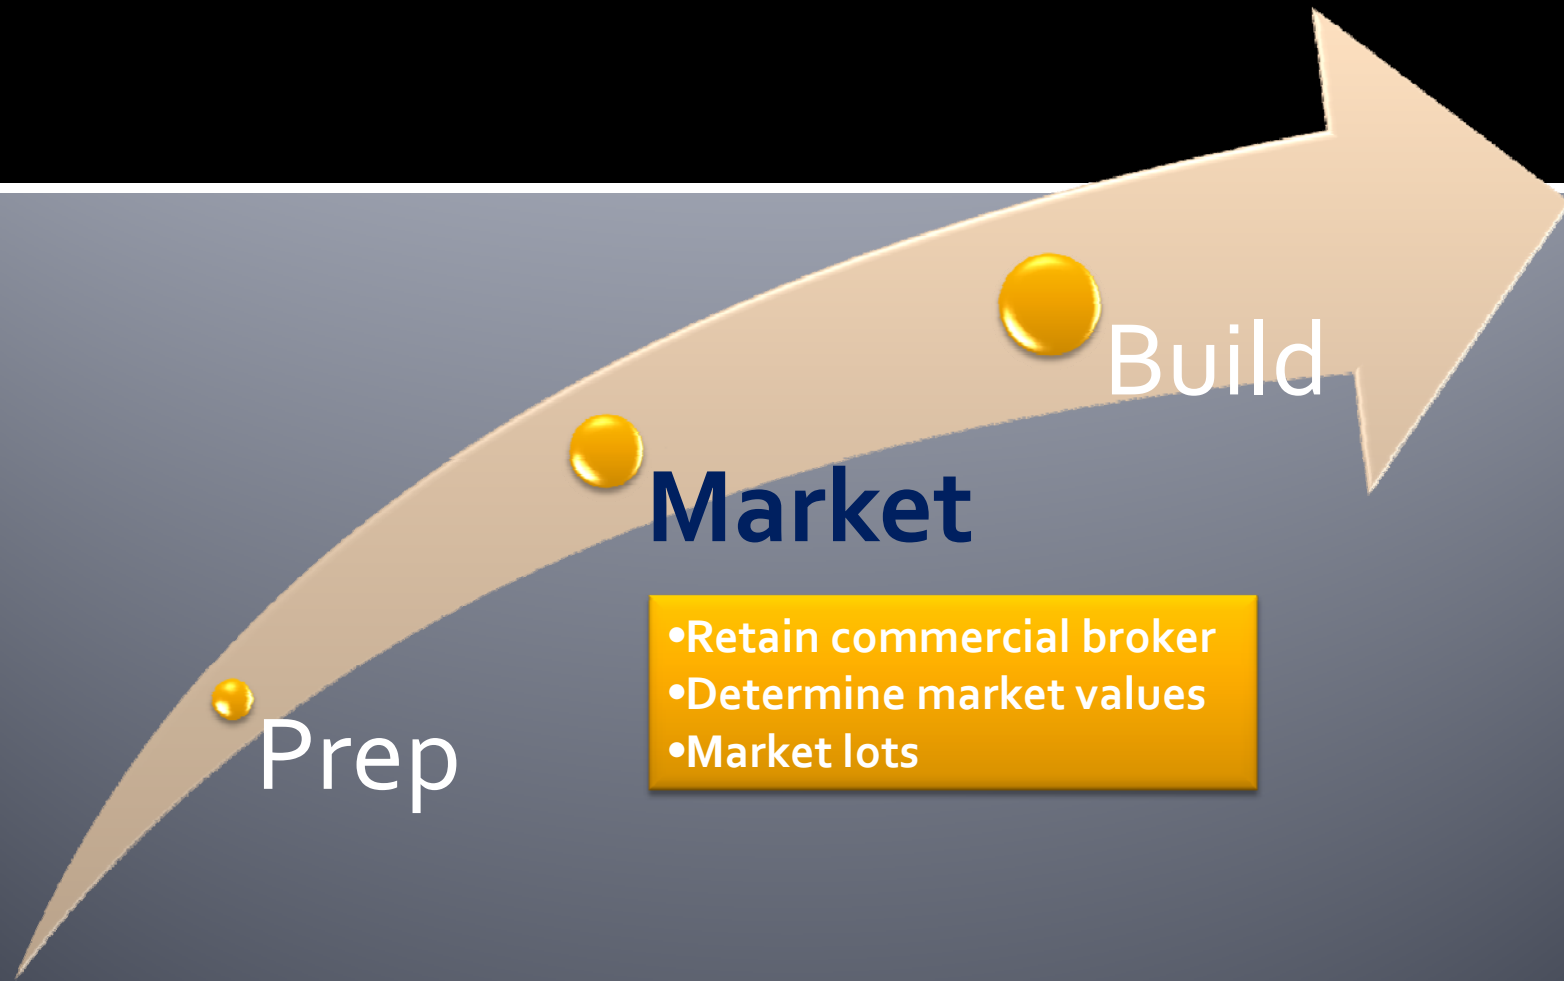 Build
Market
•Retain commercial broker
•Determine market values
•Market lots
Prep